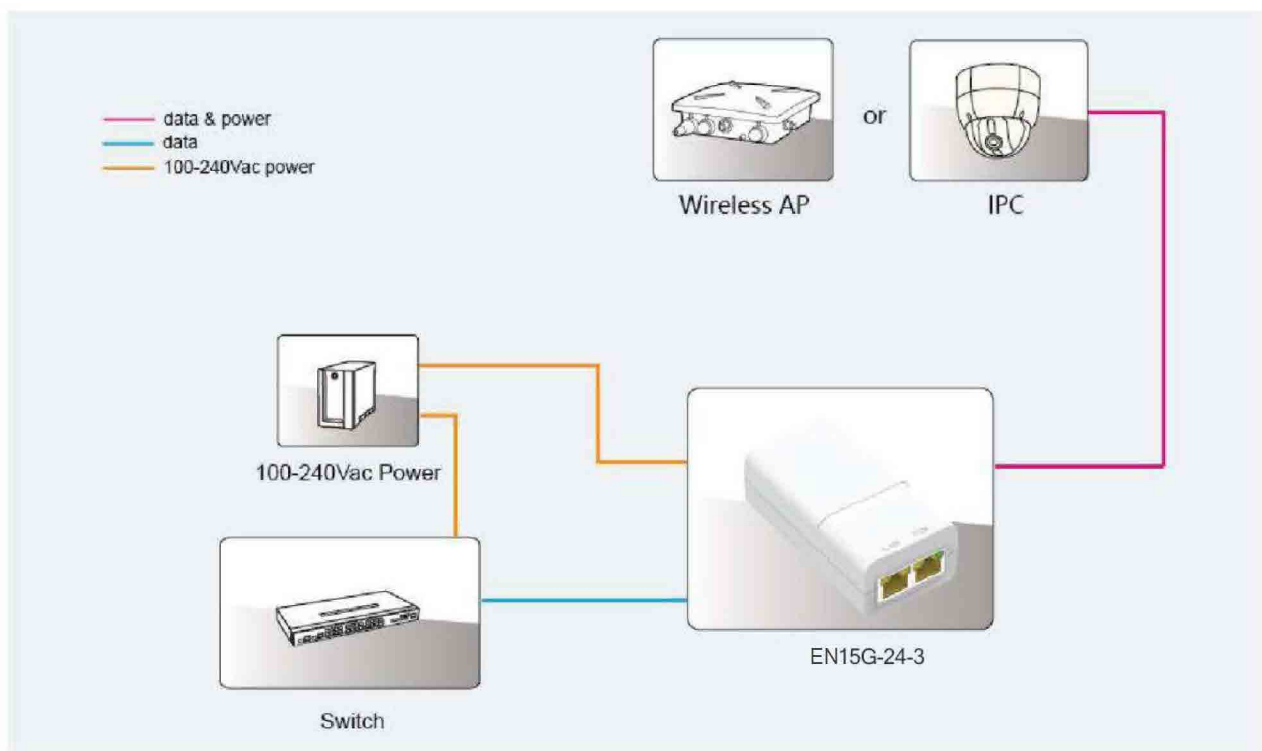 data & power
data
100-240Vac power
or
Wireless AP
IPC
100-240Vac Power
EN15G-24-3
Switch